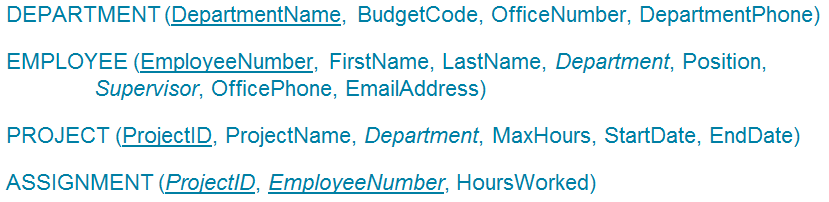 DEPARTMENT (DepartmentName, BudgetCode, OfficeNumber, DepartmentPhone)
EMPLOYEE (EmployeeNumber, FirstName, LastName, Department, Position,
Supervisor, OfficePhone, EmailAddress)
PROJECT (ProjectID, ProjectName, Department, MaxHours, StartDate, EndDate)
ASSIGNMENT (ProjectID, EmployeeNumber, HoursWorked)